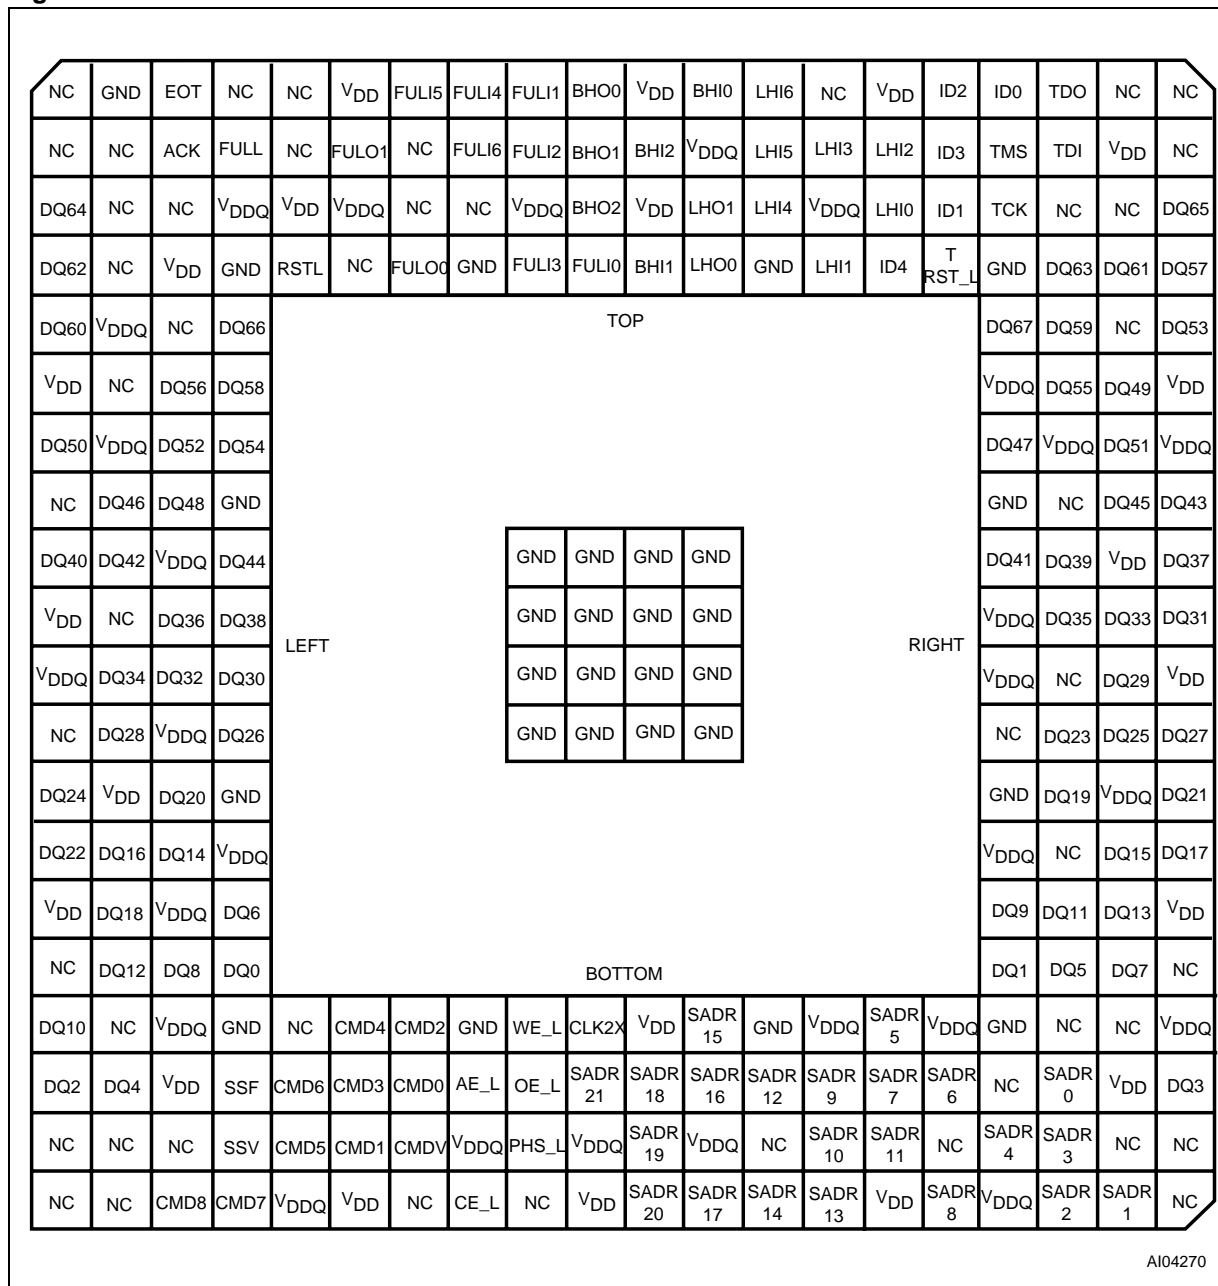 NC GND EOT NC NC VDD FULI5 FULI4 FULI1 BHO0 VDD BHI0 LHI6 NC VDD ID2 ID0 TDO NC NC
NC NC ACK FULL NC FULO1 NC FULI6 FULI2 BHO1 BHI2 VDDQ LHI5 LHI3 LHI2 ID3 TMS TDI VDD NC
DQ64 NC NC VDDQ VDD VDDQ NC NC VDDQ BHO2 VDD LHO1 LHI4 VDDQ LHI0 ID1 TCK NC NC DQ65
DQ62 NC VDD GND RSTL NC FULO0 GND FULI3 FULI0 BHI1 LHO0 GND LHI1 ID4 T RST_L GND DQ63 DQ61 DQ57
DQ60 VDDQ NC DQ66 TOP DQ67 DQ59 NC DQ53
VDD NC DQ56 DQ58 VDDQ DQ55 DQ49 VDD
DQ50 VDDQ DQ52 DQ54 DQ47 VDDQ DQ51 VDDQ
NC DQ46 DQ48 GND GND NC DQ45 DQ43
DQ40 DQ42 VDDQ DQ44 GND GND GND GND DQ41 DQ39 VDD DQ37
VDD NC DQ36 DQ38 GND GND GND GND VDDQ DQ35 DQ33 DQ31
LEFT RIGHT
VDDQ DQ34 DQ32 DQ30 GND GND GND GND VDDQ NC DQ29 VDD
NC DQ28 VDDQ DQ26 GND GND GND GND NC DQ23 DQ25 DQ27
DQ24 VDD DQ20 GND GND DQ19 VDDQ DQ21
DQ22 DQ16 DQ14 VDDQ VDDQ NC DQ15 DQ17
VDD DQ18 VDDQ DQ6 DQ9 DQ11 DQ13 VDD
NC DQ12 DQ8 DQ0 BOTTOM DQ1 DQ5 DQ7 NC
DQ10 NC VDDQ GND NC CMD4 CMD2 GND WE_L CLK2X VDD SADR 15 GND VDDQ SADR 5 VDDQ GND NC NC VDDQ
DQ2 DQ4 VDD SSF CMD6 CMD3 CMD0 AE_L OE_L SADR 21 SADR 18 SADR 16 SADR 12 SADR 9 SADR 7 SADR 6 NC SADR 0 VDD DQ3
NC NC NC SSV CMD5 CMD1 CMDV VDDQ PHS_L VDDQ SADR 19 VDDQ NC SADR 10 SADR 11 NC SADR 4 SADR 3 NC NC
NC NC CMD8 CMD7 VDDQ VDD NC CE_L NC VDD SADR 20 SADR 17 SADR 14 SADR 13 VDD SADR 8 VDDQ SADR 2 SADR 1 NC
AI04270